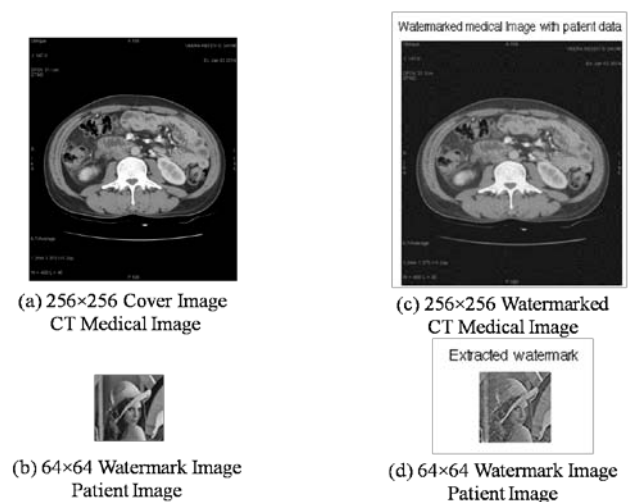 Watermarked medical Image with patient data
(a) 256×256 Cover Image
CT Medical Image
(c) 256×256 Watermarked
CT Medical Image
Extracted watermark
(b) 64×64 Watermark Image
Patient Image
(d) 64×64 Watermark Image
Patient Image